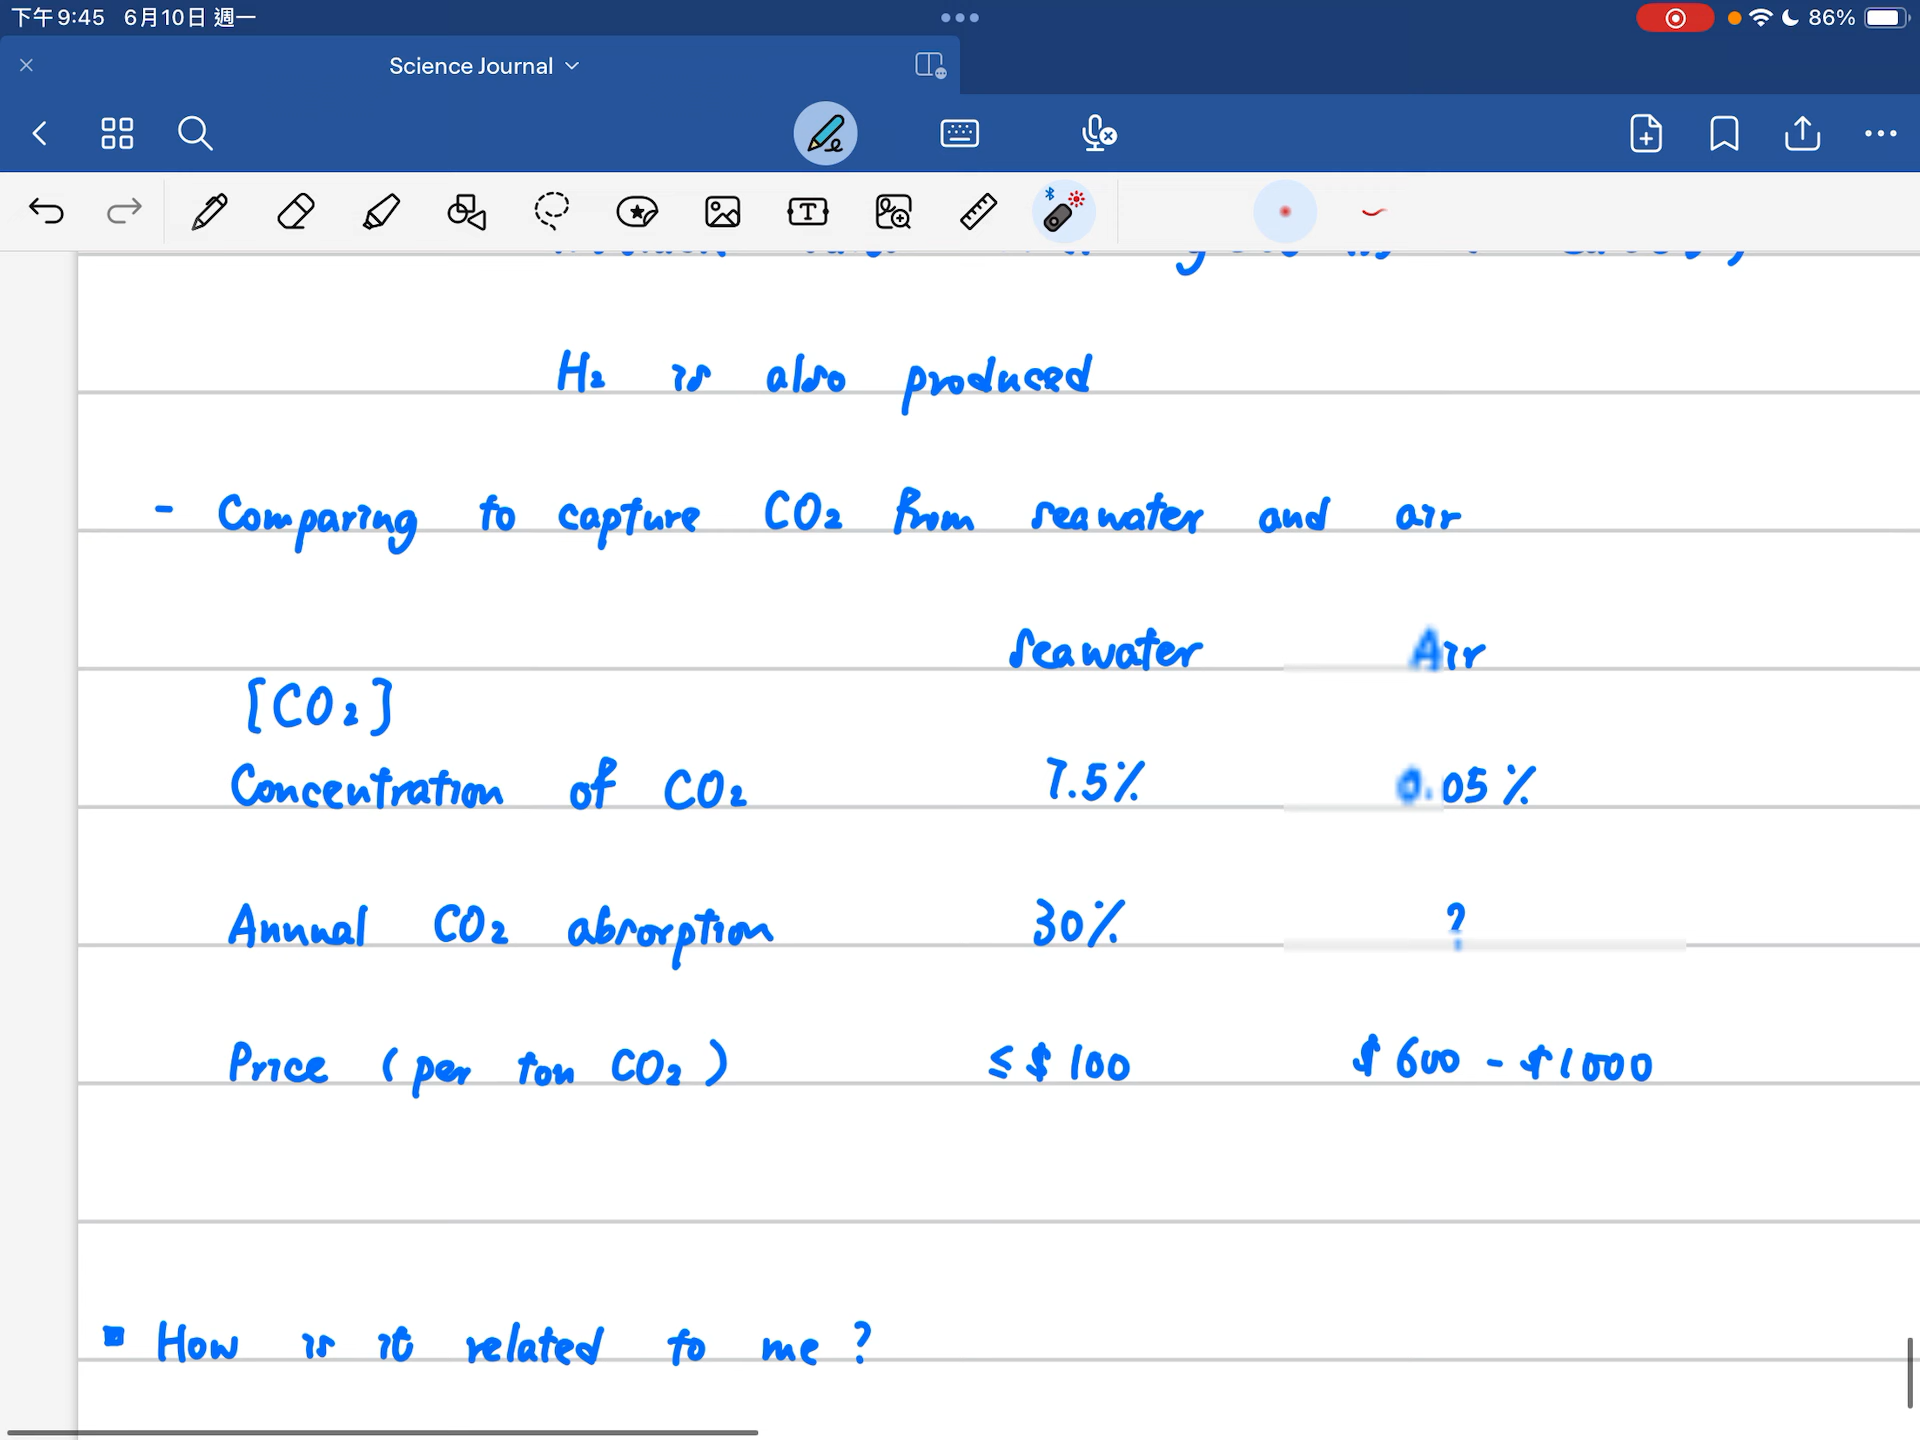 下午9:45 6月10日 週一 86%
Science Journal
H₂ is also produced
- Comparing to capture CO₂ from seawater and air
Seawater Air
[CO₂]
Concentration of CO₂ 7.5% 0.05%
Annual CO₂ absorption 30% ?
Price (per ton CO₂) ≤ $100 $600 - $1000
▪ How is it related to me ?